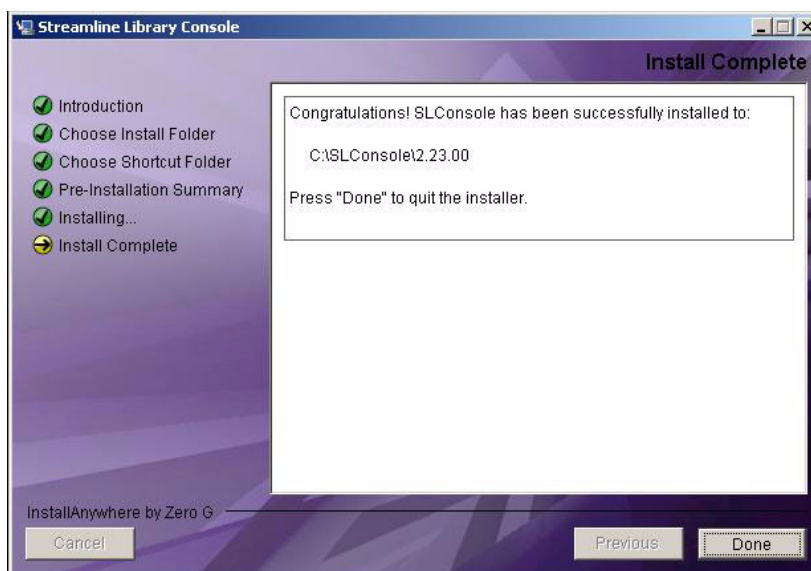 Streamline Library Console
Install Complete
Introduction
Choose Install Folder
Choose Shortcut Folder
Pre-Installation Summary
Installing...
Install Complete
Congratulations! SLConsole has been successfully installed to:
C:\SLConsole\2.23.00
Press "Done" to quit the installer.
InstallAnywhere by Zero G
Cancel
Previous
Done